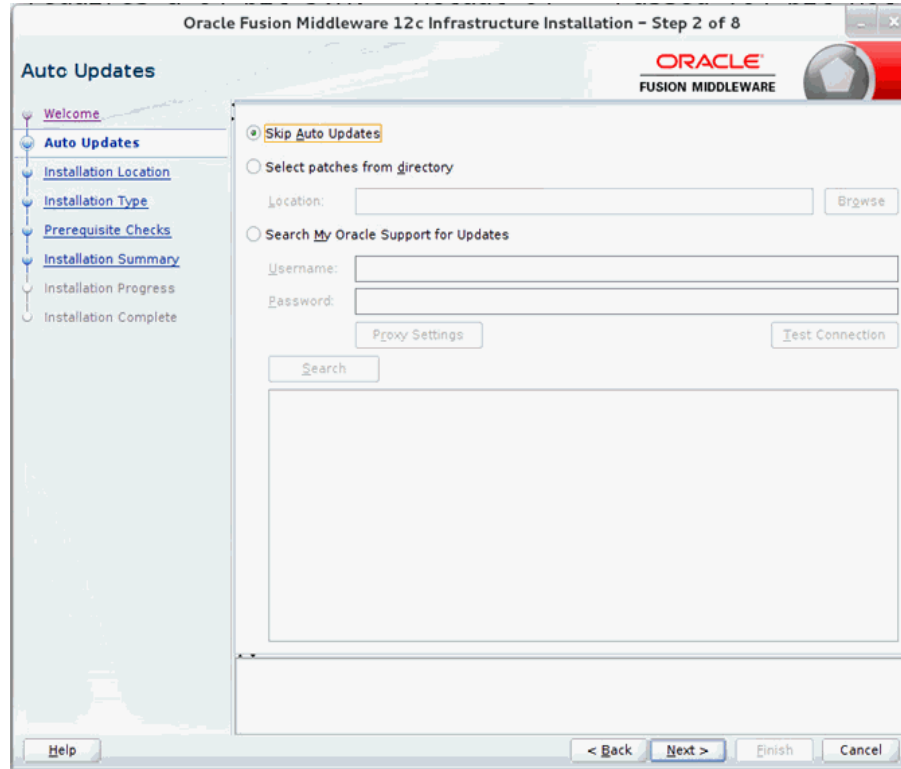 Oracle Fusion Middleware 12c Infrastructure Installation - Step 2 of 8
Auto Updates
ORACLE
FUSION MIDDLEWARE
Welcome
Auto Updates
Installation Location
Installation Type
Prerequisite Checks
Installation Summary
Installation Progress
Installation Complete
Skip Auto Updates
Select patches from directory
Location:
Browse
Search My Oracle Support for Updates
Username:
Password:
Proxy Settings
Test Connection
Search
Help
< Back
Next >
Finish
Cancel